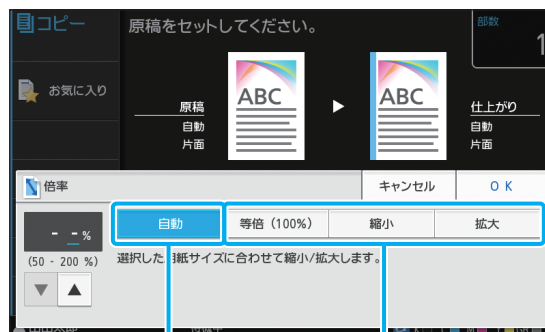 コピー
原稿をセットしてください。
部数
1
お気に入り
ABC
ABC
原稿
自動
片面
仕上がり
自動
片面
倍率
キャンセル
OK
- - %
(50 - 200 %)
自動
等倍（100%）
縮小
拡大
選択した用紙サイズに合わせて縮小/拡大します。